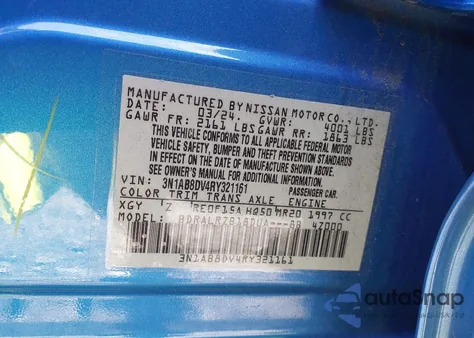 MANUFACTURED BY NISSAN MOTOR CO., LTD.
DATE: 03/24, GVWR: 4001 LBS
GAWR FR: 2161 LBS GAWR RR: 1863 LBS
THIS VEHICLE CONFORMS TO ALL APPLICABLE FEDERAL MOTOR
VEHICLE SAFETY, BUMPER, AND THEFT PREVENTION STANDARDS
IN EFFECT ON THE DATE OF MANUFACTURE SHOWN ABOVE. SEE
OWNER'S MANUAL FOR ADDITIONAL INFORMATION.
VIN: 3N1AB8DV4RY321161 PASSENGER CAR
COLOR TRIM TRANS AXLE ENGINE
XGY 'Z RE0F15A HQ50 MR20 1997 CC
47000
3N1AB8DV4RY321161
autoSnap